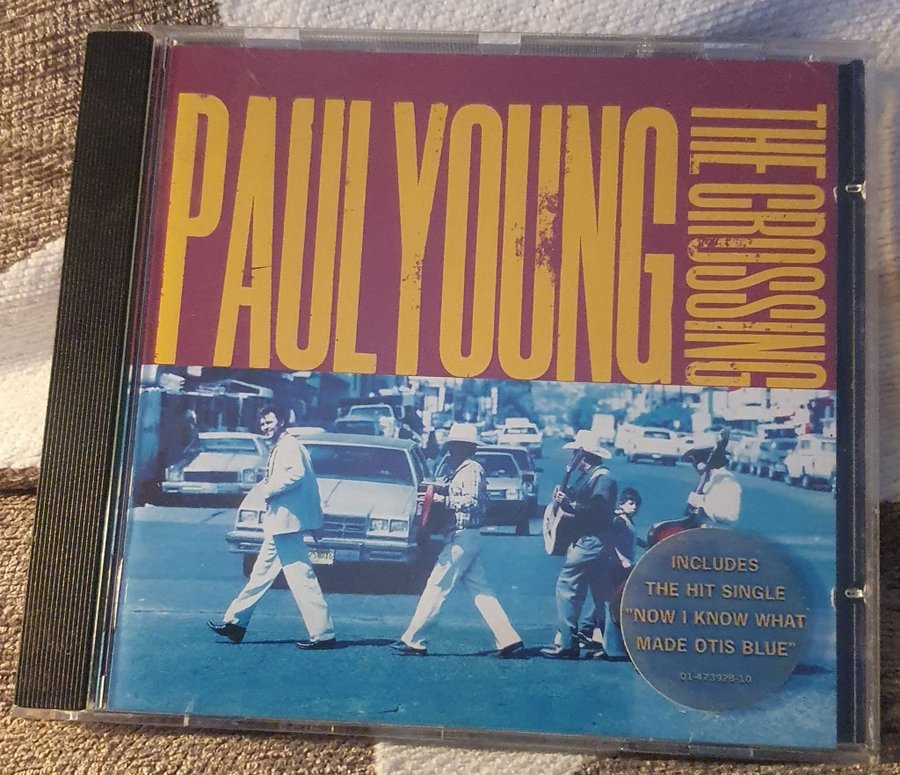 PAUL YOUNG
THE CROSSING
INCLUDES
THE HIT SINGLE
"NOW I KNOW WHAT
MADE OTIS BLUE"
01-473928-10